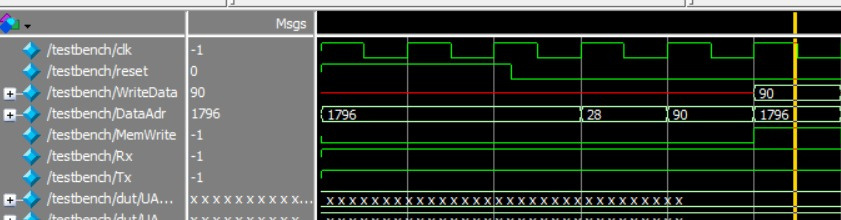 Msgs
/testbench/clk -1
/testbench/reset 0
/testbench/WriteData 90 90
/testbench/DataAdr 1796 1796 28 90 1796
/testbench/MemWrite -1
/testbench/Rx -1
/testbench/Tx -1
/testbench/dut/UA... x x x x x x x x x x... x x x x x x x x x x x x x x x x x x x x x x x x x x x x